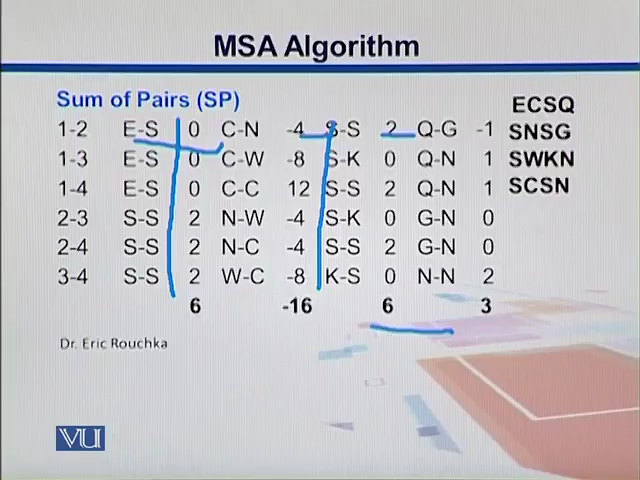 MSA Algorithm
Sum of Pairs (SP)
ECSQ
1-2 E-S 0 C-N -4 S-S 2 Q-G -1
SNSG
1-3 E-S 0 C-W -8 S-K 0 Q-N 1
SWKN
1-4 E-S 0 C-C 12 S-S 2 Q-N 1
SCSN
2-3 S-S 2 N-W -4 S-K 0 G-N 0
2-4 S-S 2 N-C -4 S-S 2 G-N 0
3-4 S-S 2 W-C -8 K-S 0 N-N 2
6 -16 6 3
Dr. Eric Rouchka
VU